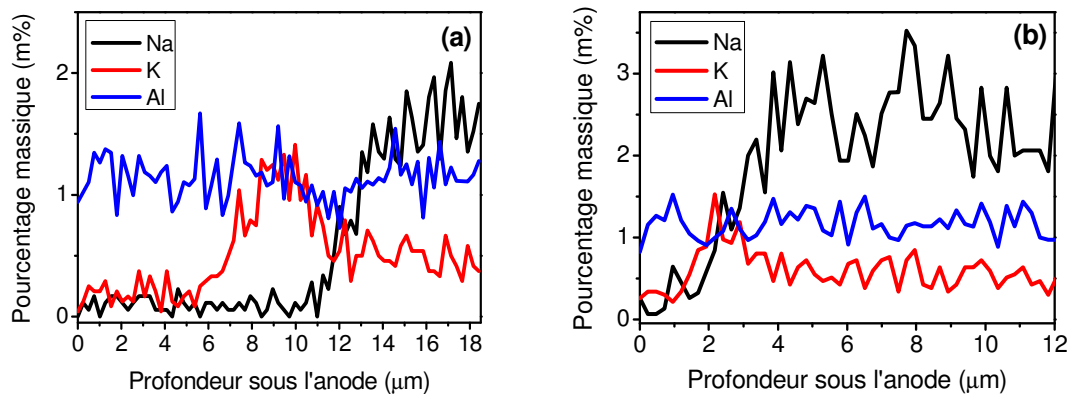 (a)
Na
K
Al
Pourcentage massique (m%)
2
1
0
0 2 4 6 8 10 12 14 16 18
Profondeur sous l'anode (μm)
(b)
Na
K
Al
Pourcentage massique (m%)
3
2
1
0
0 2 4 6 8 10 12
Profondeur sous l'anode (μm)